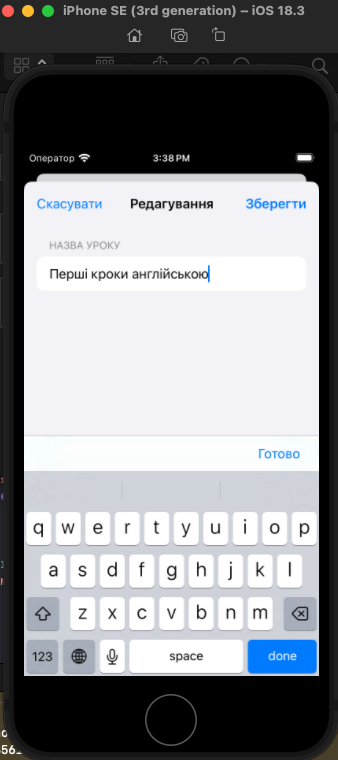 iPhone SE (3rd generation) – iOS 18.3
Оператор 3:38 PM
Скасувати Редагування Зберегти
НАЗВА УРОКУ
Перші кроки англійською
Готово
q w e r t y u i o p
a s d f g h j k l
z x c v b n m
123 space done